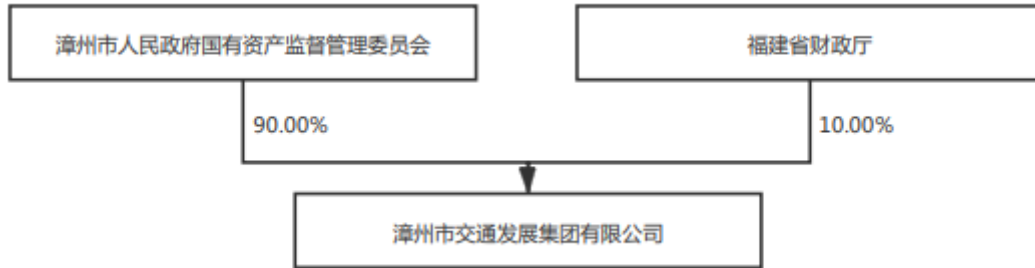 漳州市人民政府国有资产监督管理委员会
福建省财政厅
90.00%
10.00%
漳州市交通发展集团有限公司